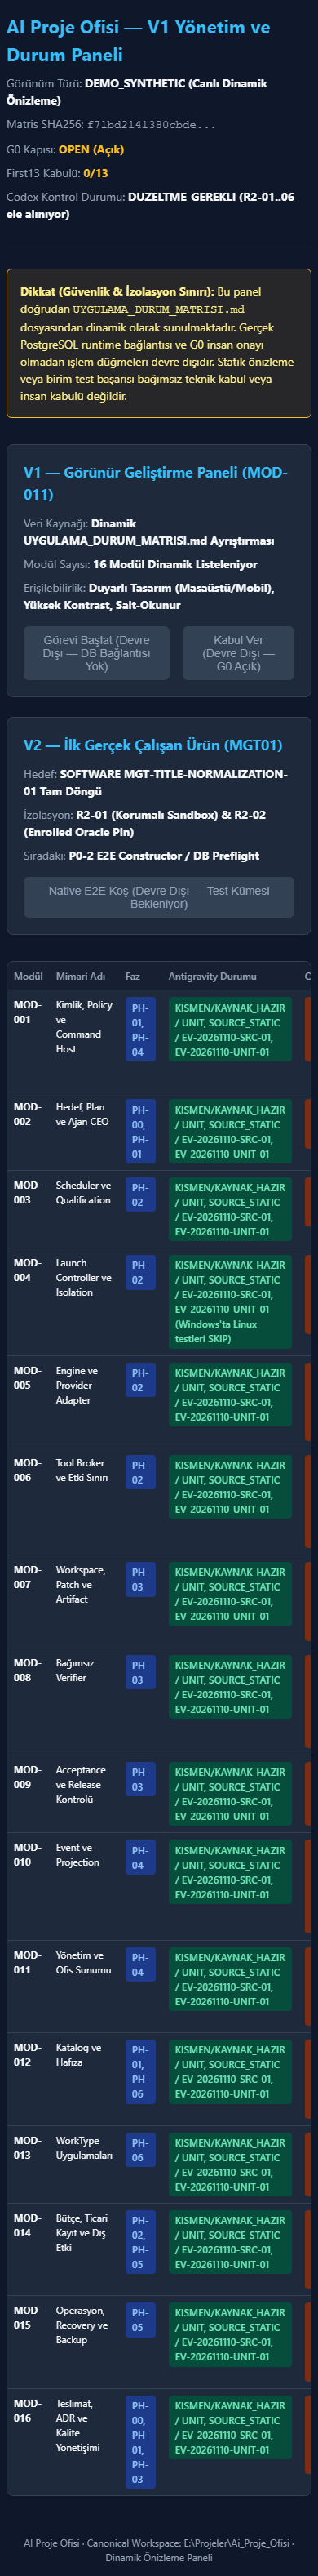 AI Proje Ofisi — V1 Yönetim ve
Durum Paneli
Görünüm Türü: DEMO_SYNTHETIC (Canlı Dinamik
Önizleme)
Matris SHA256: f71bd2141380cbde...
G0 Kapısı: OPEN (Açık)
First13 Kabulü: 0/13
Codex Kontrol Durumu: DUZELTME_GEREKLI (R2-01..06
ele alınıyor)
Dikkat (Güvenlik & İzolasyon Sınırı): Bu panel
doğrudan UYGULAMA_DURUM_MATRISI.md
dosyasından dinamik olarak sunulmaktadır. Gerçek
PostgreSQL runtime bağlantısı ve G0 insan onayı
olmadan işlem düğmeleri devre dışıdır. Statik önizleme
veya birim test başarısı bağımsız teknik kabul veya
insan kabulü değildir.
V1 — Görünür Geliştirme Paneli (MOD-
011)
Veri Kaynağı: Dinamik
UYGULAMA_DURUM_MATRISI.md Ayrıştırması
Modül Sayısı: 16 Modül Dinamik Listeleniyor
Erişilebilirlik: Duyarlı Tasarım (Masaüstü/Mobil),
Yüksek Kontrast, Salt-Okunur
Görevi Başlat (Devre
Dışı — DB Bağlantısı
Yok)
Kabul Ver
(Devre Dışı —
G0 Açık)
V2 — İlk Gerçek Çalışan Ürün (MGT01)
Hedef: SOFTWARE MGT-TITLE-NORMALIZATION-
01 Tam Döngü
İzolasyon: R2-01 (Korumalı Sandbox) & R2-02
(Enrolled Oracle Pin)
Sıradaki: P0-2 E2E Constructor / DB Preflight
Native E2E Koş (Devre Dışı — Test Kümesi
Bekleniyor)
Modül Mimari Adı Faz Antigravity Durumu C
MOD-
001
Kimlik, Policy
ve
Command
Host
PH-
01,
PH-
04
KISMEN/KAYNAK_HAZIR
/ UNIT, SOURCE_STATIC
/ EV-20261110-SRC-01,
EV-20261110-UNIT-01
MOD-
002
Hedef, Plan
ve Ajan CEO
PH-
00,
PH-
01
KISMEN/KAYNAK_HAZIR
/ UNIT, SOURCE_STATIC
/ EV-20261110-SRC-01,
EV-20261110-UNIT-01
MOD-
003
Scheduler ve
Qualification
PH-
02
KISMEN/KAYNAK_HAZIR
/ UNIT, SOURCE_STATIC
/ EV-20261110-SRC-01,
EV-20261110-UNIT-01
MOD-
004
Launch
Controller ve
Isolation
PH-
02
KISMEN/KAYNAK_HAZIR
/ UNIT, SOURCE_STATIC
/ EV-20261110-SRC-01,
EV-20261110-UNIT-01
(Windows'ta Linux
testleri SKIP)
MOD-
005
Engine ve
Provider
Adapter
PH-
02
KISMEN/KAYNAK_HAZIR
/ UNIT, SOURCE_STATIC
/ EV-20261110-SRC-01,
EV-20261110-UNIT-01
MOD-
006
Tool Broker
ve Etki Sınırı
PH-
02
KISMEN/KAYNAK_HAZIR
/ UNIT, SOURCE_STATIC
/ EV-20261110-SRC-01,
EV-20261110-UNIT-01
MOD-
007
Workspace,
Patch ve
Artifact
PH-
03
KISMEN/KAYNAK_HAZIR
/ UNIT, SOURCE_STATIC
/ EV-20261110-SRC-01,
EV-20261110-UNIT-01
MOD-
008
Bağımsız
Verifier
PH-
03
KISMEN/KAYNAK_HAZIR
/ UNIT, SOURCE_STATIC
/ EV-20261110-SRC-01,
EV-20261110-UNIT-01
MOD-
009
Acceptance
ve Release
Kontrolü
PH-
03
KISMEN/KAYNAK_HAZIR
/ UNIT, SOURCE_STATIC
/ EV-20261110-SRC-01,
EV-20261110-UNIT-01
MOD-
010
Event ve
Projection
PH-
04
KISMEN/KAYNAK_HAZIR
/ UNIT, SOURCE_STATIC
/ EV-20261110-SRC-01,
EV-20261110-UNIT-01
MOD-
011
Yönetim ve
Ofis Sunumu
PH-
04
KISMEN/KAYNAK_HAZIR
/ UNIT, SOURCE_STATIC
/ EV-20261110-SRC-01,
EV-20261110-UNIT-01
MOD-
012
Katalog ve
Hafıza
PH-
01,
PH-
06
KISMEN/KAYNAK_HAZIR
/ UNIT, SOURCE_STATIC
/ EV-20261110-SRC-01,
EV-20261110-UNIT-01
MOD-
013
WorkType
Uygulamaları
PH-
06
KISMEN/KAYNAK_HAZIR
/ UNIT, SOURCE_STATIC
/ EV-20261110-SRC-01,
EV-20261110-UNIT-01
MOD-
014
Bütçe, Ticari
Kayıt ve Dış
Etki
PH-
02,
PH-
05
KISMEN/KAYNAK_HAZIR
/ UNIT, SOURCE_STATIC
/ EV-20261110-SRC-01,
EV-20261110-UNIT-01
MOD-
015
Operasyon,
Recovery ve
Backup
PH-
05
KISMEN/KAYNAK_HAZIR
/ UNIT, SOURCE_STATIC
/ EV-20261110-SRC-01,
EV-20261110-UNIT-01
MOD-
016
Teslimat,
ADR ve
Kalite
Yönetişimi
PH-
00,
PH-
01,
PH-
03
KISMEN/KAYNAK_HAZIR
/ UNIT, SOURCE_STATIC
/ EV-20261110-SRC-01,
EV-20261110-UNIT-01
AI Proje Ofisi · Canonical Workspace: E:\Projeler\Ai_Proje_Ofisi ·
Dinamik Önizleme Paneli